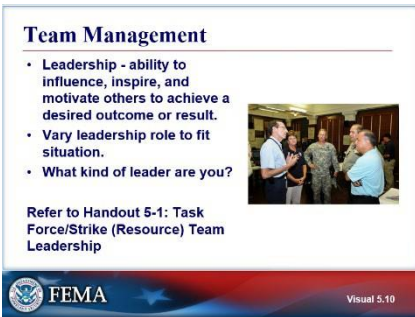 Team Management
• Leadership - ability to
influence, inspire, and
motivate others to achieve a
desired outcome or result.
• Vary leadership role to fit
situation.
• What kind of leader are you?
Refer to Handout 5-1: Task
Force/Strike (Resource) Team
Leadership
FEMA
Visual 5.10